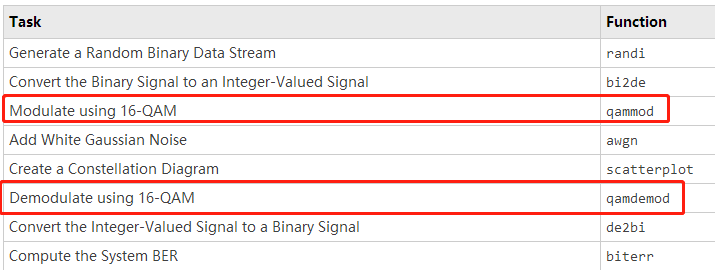 Task Function
Generate a Random Binary Data Stream randi
Convert the Binary Signal to an Integer-Valued Signal bi2de
Modulate using 16-QAM qammod
Add White Gaussian Noise awgn
Create a Constellation Diagram scatterplot
Demodulate using 16-QAM qamdemod
Convert the Integer-Valued Signal to a Binary Signal de2bi
Compute the System BER biterr